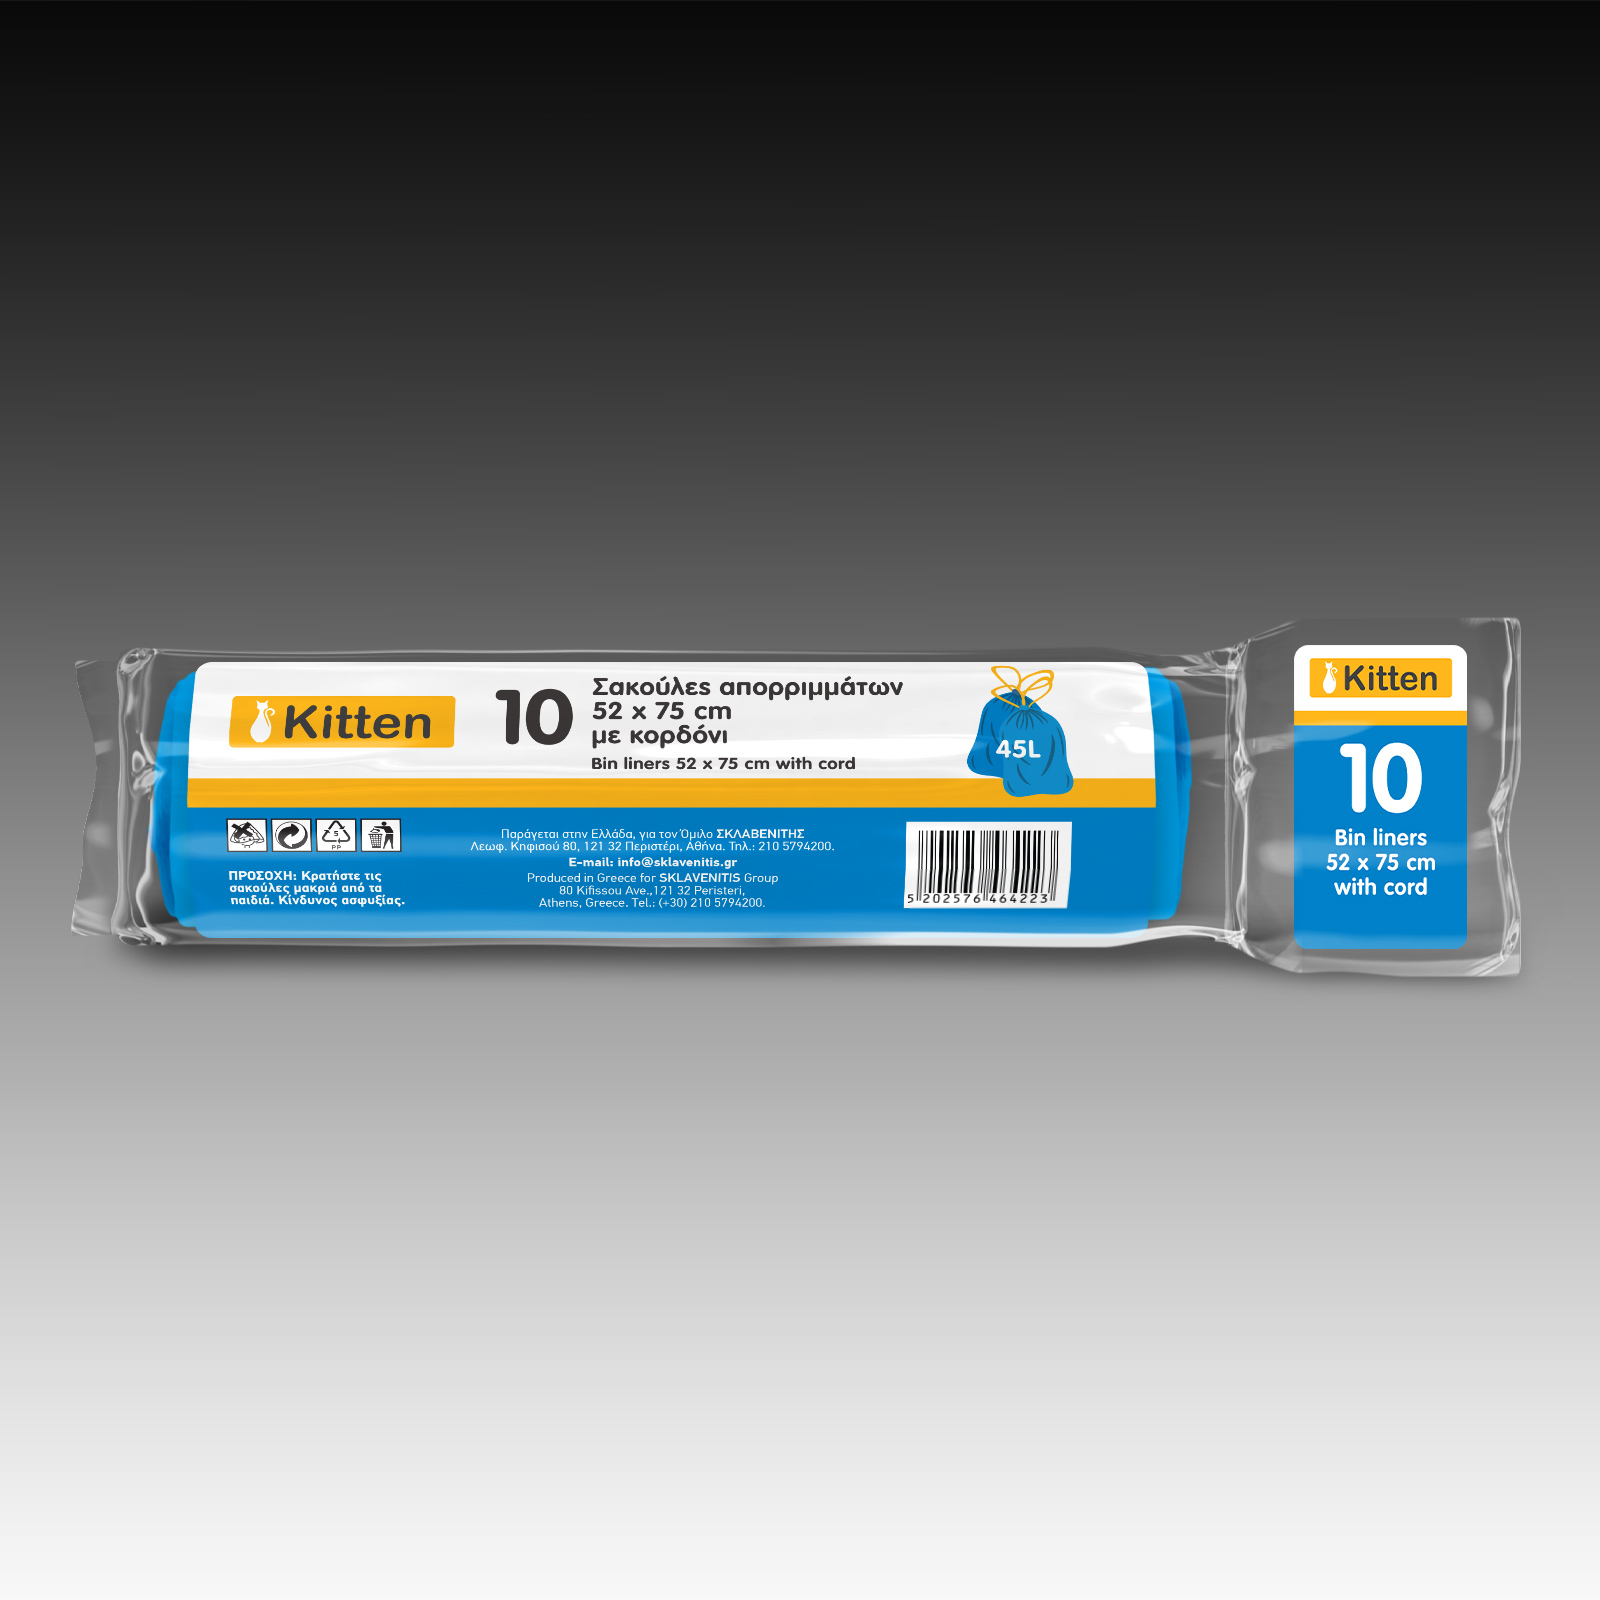 Kitten
10
Σακούλες απορριμμάτων
52 x 75 cm
με κορδόνι
Bin liners 52 x 75 cm with cord
45L
5
PP
ΠΡΟΣΟΧΗ: Κρατήστε τις
σακούλες μακριά από τα
παιδιά. Κίνδυνος ασφυξίας.
Παράγεται στην Ελλάδα, για τον Όμιλο ΣΚΛΑΒΕΝΙΤΗΣ
Λεωφ. Κηφισού 80, 121 32 Περιστέρι, Αθήνα. Τηλ.: 210 5794200.
E-mail: info@sklavenitis.gr
Produced in Greece for SKLAVENITIS Group
80 Kifissou Ave.,121 32 Peristeri,
Athens, Greece. Tel.: (+30) 210 5794200.
5 202576 464223
Kitten
10
Bin liners
52 x 75 cm
with cord